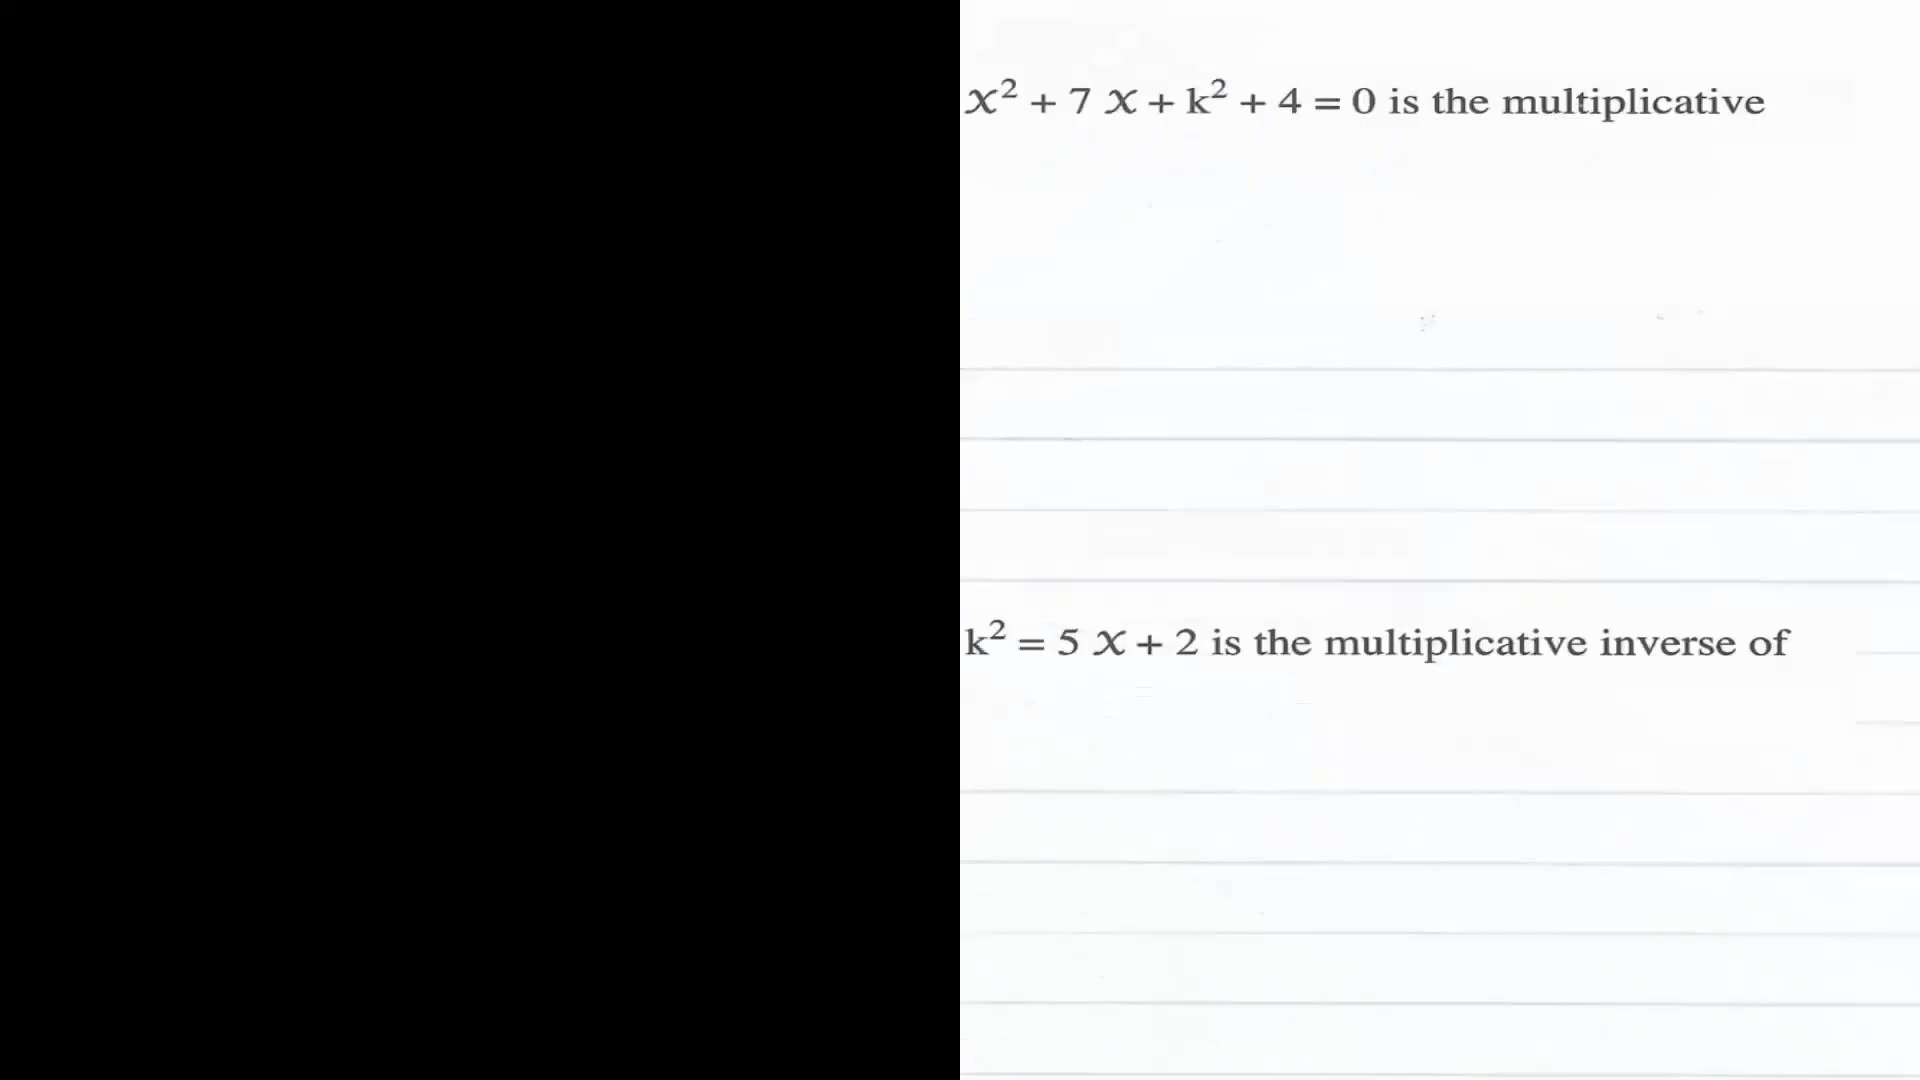 x² + 7 x + k² + 4 = 0 is the multiplicative
k² = 5 x + 2 is the multiplicative inverse of